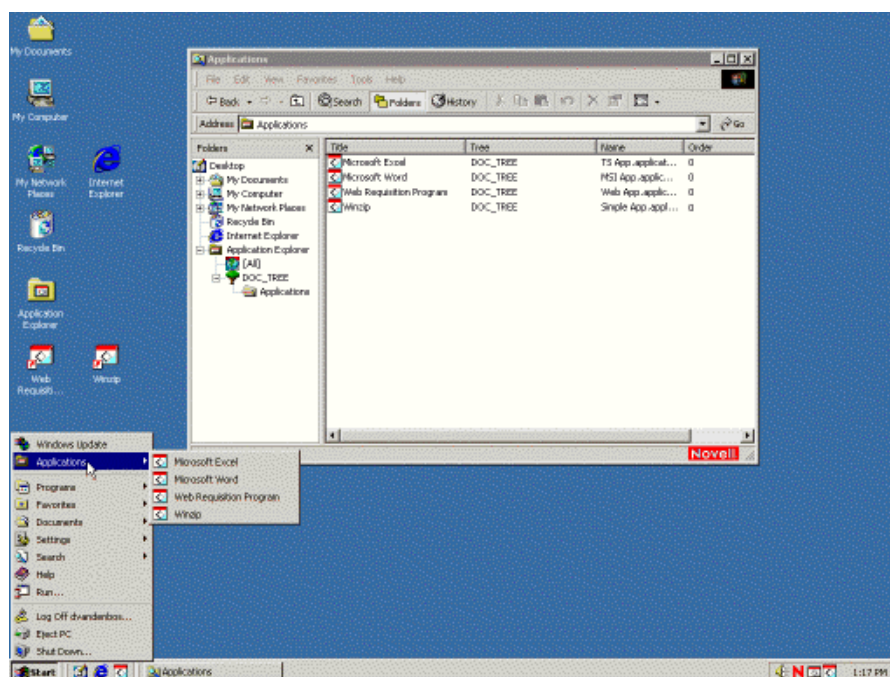 My Documents
My Computer
My Network Places
Internet Explorer
Recycle Bin
Application Explorer
Web Requisiti...
Winzip
Applications
File Edit View Favorites Tools Help
Back Search Folders History
Address Applications Go
Folders
Desktop
My Documents
My Computer
My Network Places
Recycle Bin
Internet Explorer
Application Explorer
[All]
DOC_TREE
Applications
Title Tree Name Order
Microsoft Excel DOC_TREE TS App.applicat... 0
Microsoft Word DOC_TREE MSI App.applic... 0
Web Requisition Program DOC_TREE Web App.applic... 0
Winzip DOC_TREE Simple App.appl... 0
Novell
Windows Update
Applications
Programs
Favorites
Documents
Settings
Search
Help
Run...
Log Off dvandenbos...
Eject PC
Shut Down...
Microsoft Excel
Microsoft Word
Web Requisition Program
Winzip
Start Applications 1:17 PM